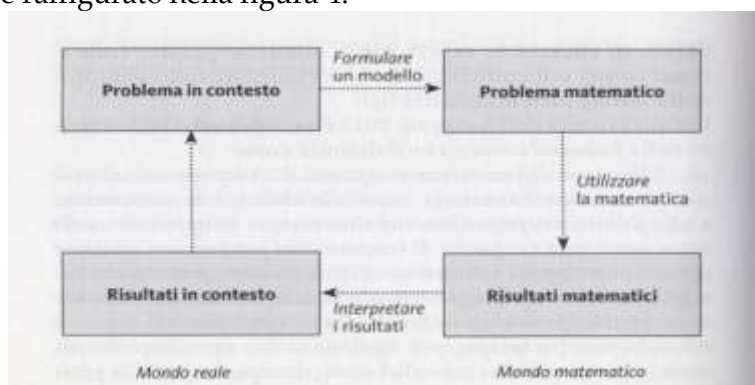 è raffigurato nella figura 4.
Formulare
un modello
Problema in contesto
Problema matematico
Utilizzare
la matematica
Risultati in contesto
Risultati matematici
Interpretare
i risultati
Mondo reale
Mondo matematico